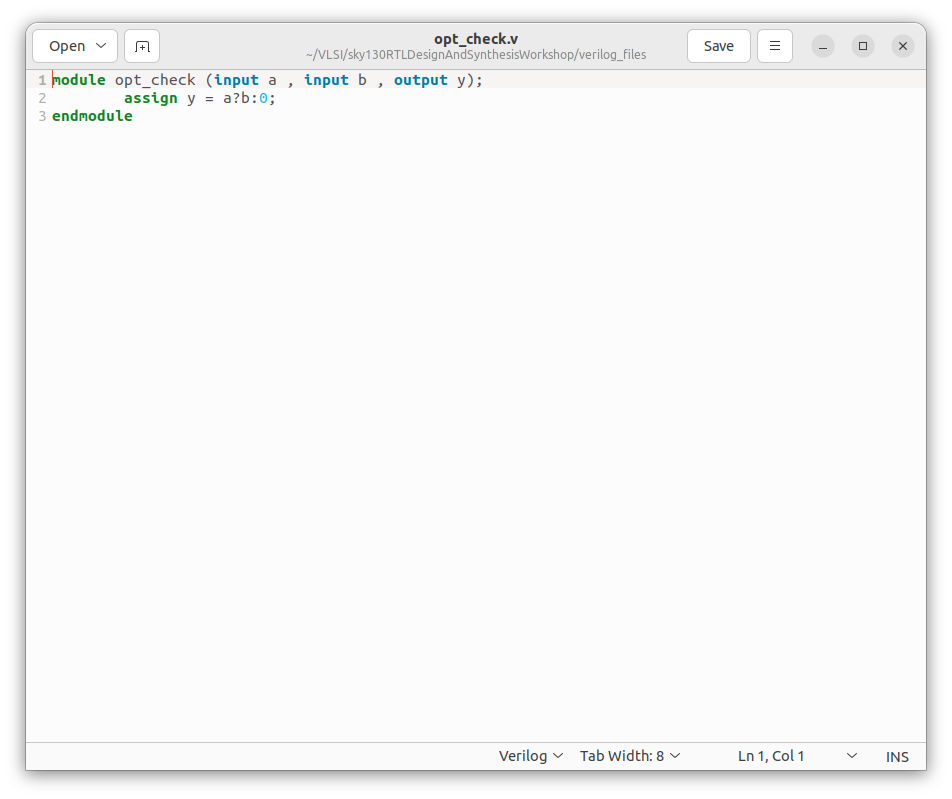 Open
opt_check.v
~/VLSI/sky130RTLDesignAndSynthesisWorkshop/verilog_files
Save
1 module opt_check (input a , input b , output y);
2         assign y = a?b:0;
3 endmodule
Verilog Tab Width: 8 Ln 1, Col 1 INS